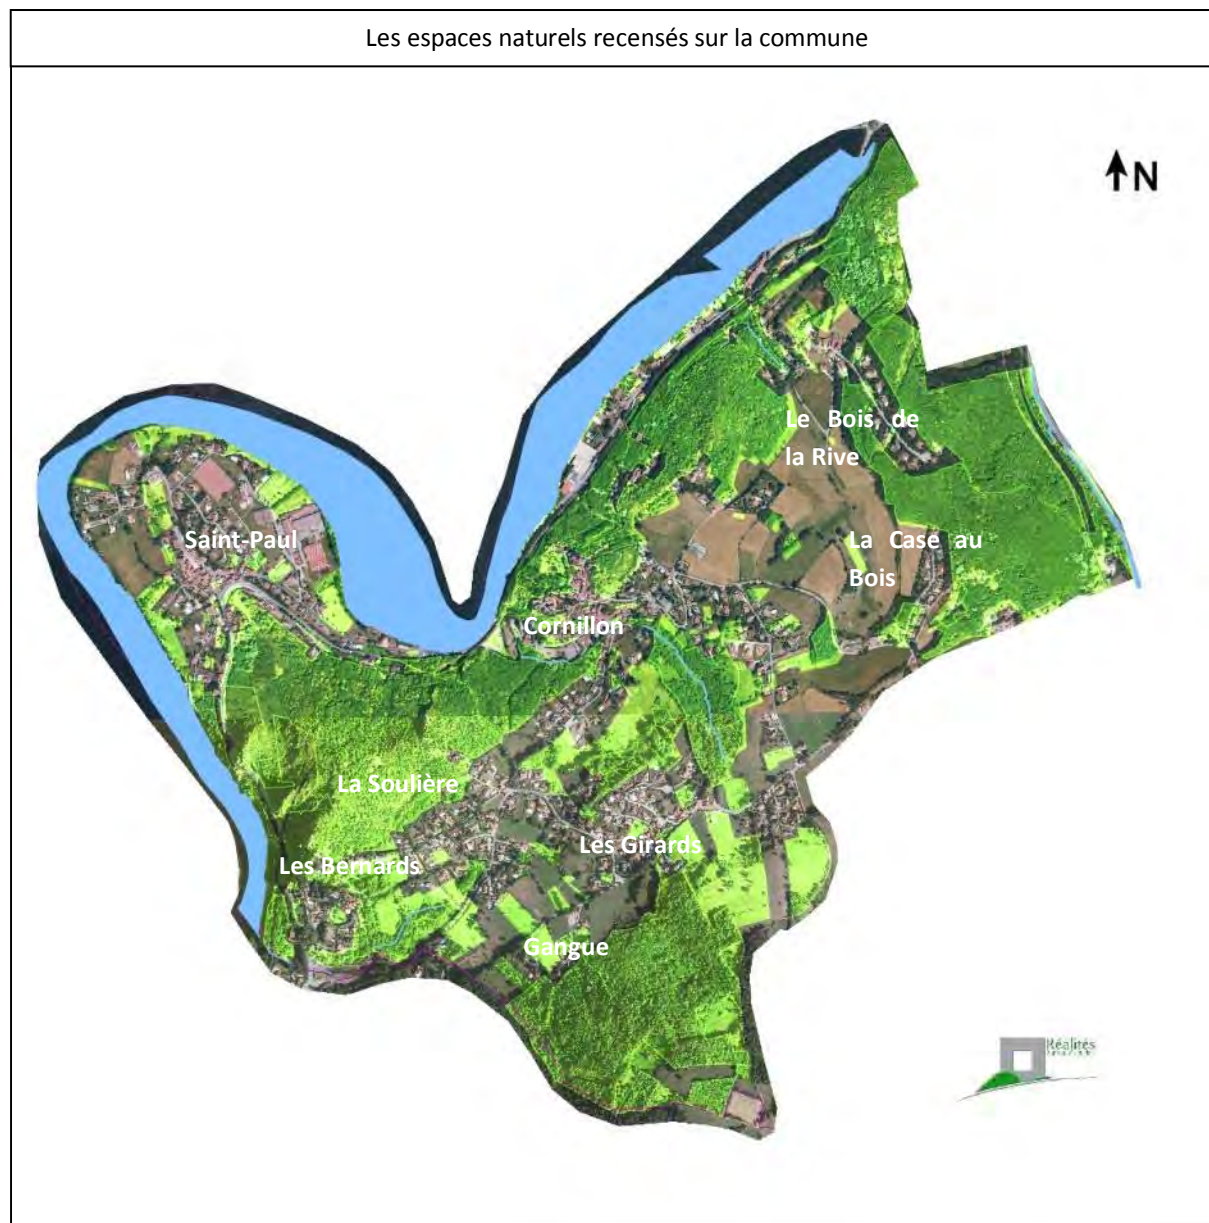 Les espaces naturels recensés sur la commune
N
Le Bois de
la Rive
Saint-Paul
La Case au
Bois
Cornillon
La Soulière
Les Girards
Les Bernards
Gangue
Réalités